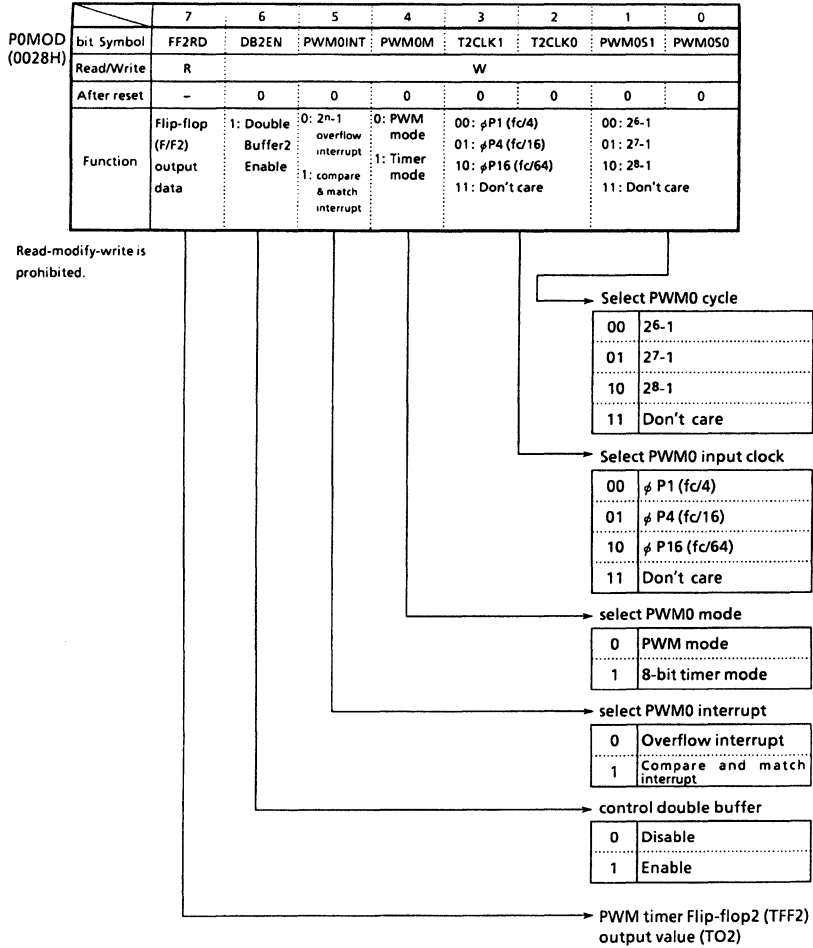 7 6 5 4 3 2 1 0
P0MOD
(0028H)
bit Symbol FF2RD DB2EN PWM0INT PWM0M T2CLK1 T2CLK0 PWM0S1 PWM0S0
Read/Write R W
After reset – 0 0 0 0 0 0 0
Function
Flip-flop
(F/F2)
output
data
1: Double
Buffer2
Enable
0: 2ⁿ-1
overflow
interrupt
1: compare
& match
interrupt
0: PWM
mode
1: Timer
mode
00: φP1 (fc/4)
01: φP4 (fc/16)
10: φP16 (fc/64)
11: Don't care
00: 2⁶-1
01: 2⁷-1
10: 2⁸-1
11: Don't care
Read-modify-write is
prohibited.
Select PWM0 cycle
00 2⁶-1
01 2⁷-1
10 2⁸-1
11 Don't care
Select PWM0 input clock
00 φ P1 (fc/4)
01 φ P4 (fc/16)
10 φ P16 (fc/64)
11 Don't care
select PWM0 mode
0 PWM mode
1 8-bit timer mode
select PWM0 interrupt
0 Overflow interrupt
1 Compare and match
interrupt
control double buffer
0 Disable
1 Enable
PWM timer Flip-flop2 (TFF2)
output value (TO2)